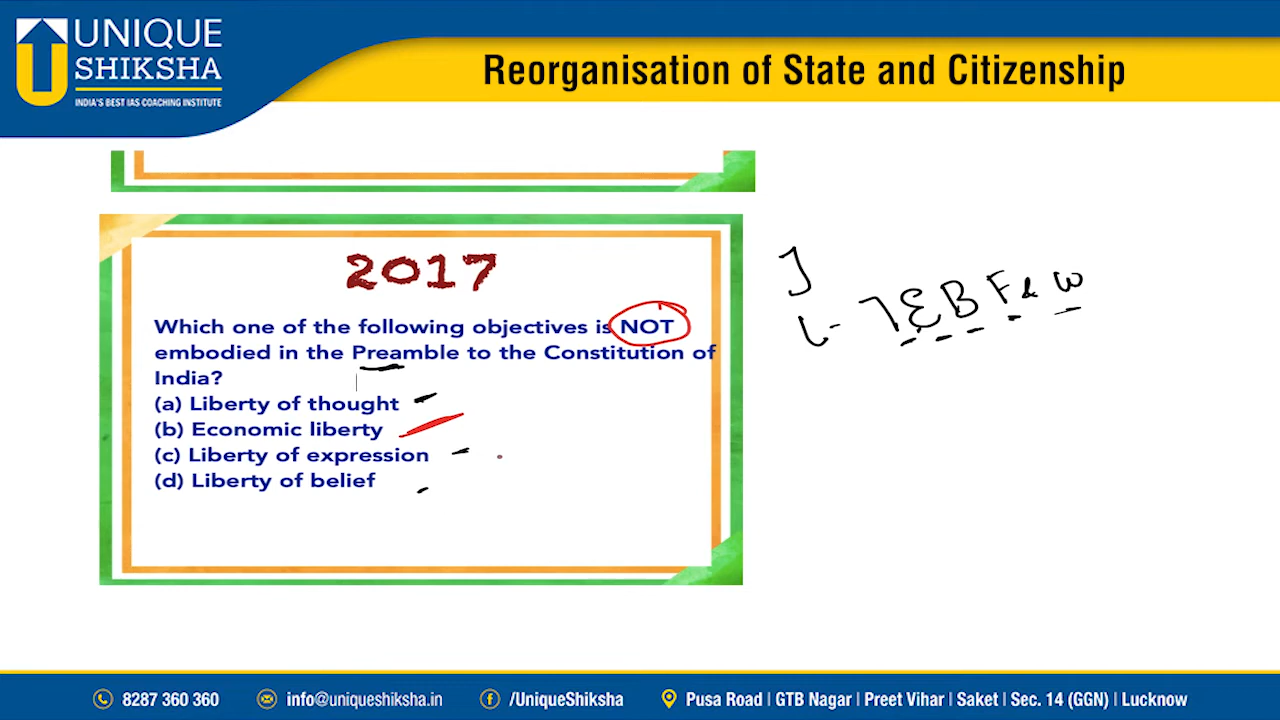 UNIQUE
SHIKSHA
INDIA'S BEST IAS COACHING INSTITUTE
Reorganisation of State and Citizenship
2017
Which one of the following objectives is NOT
embodied in the Preamble to the Constitution of
India?
(a) Liberty of thought
(b) Economic liberty
(c) Liberty of expression
(d) Liberty of belief
J
L - T E B F & W
8287 360 360
info@uniqueshiksha.in
/UniqueShiksha
Pusa Road | GTB Nagar | Preet Vihar | Saket | Sec. 14 (GGN) | Lucknow